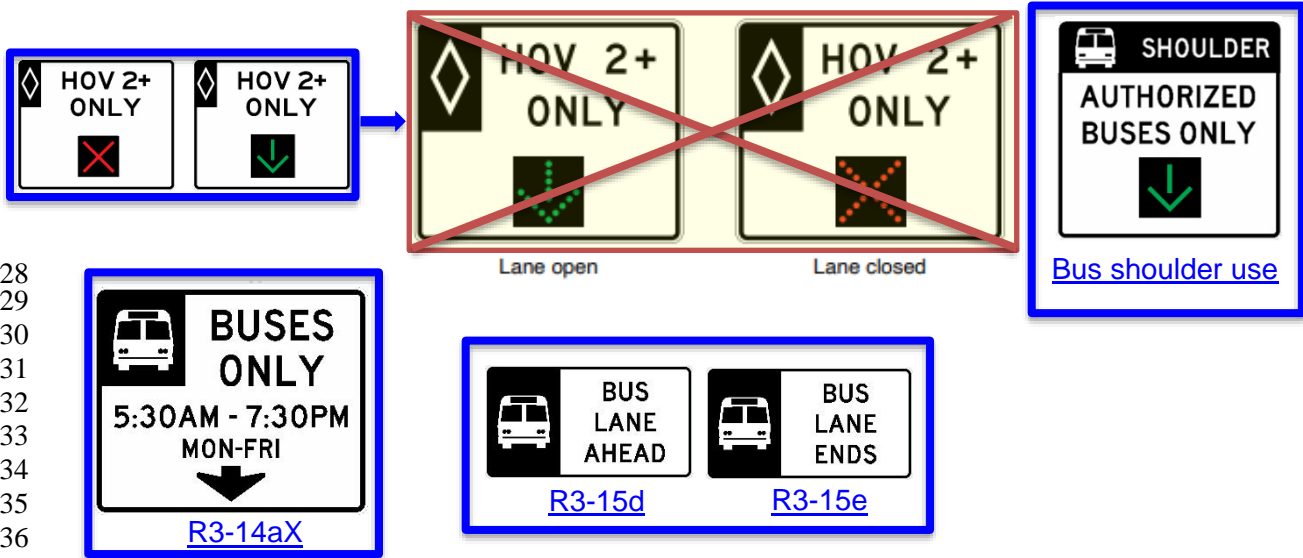 HOV 2+
ONLY
HOV 2+
ONLY
HOV 2+
ONLY
Lane open
HOV 2+
ONLY
Lane closed
SHOULDER
AUTHORIZED
BUSES ONLY
Bus shoulder use
28
29
30
31
32
33
34
35
36
BUSES
ONLY
5:30AM - 7:30PM
MON-FRI
R3-14aX
BUS
LANE
AHEAD
R3-15d
BUS
LANE
ENDS
R3-15e